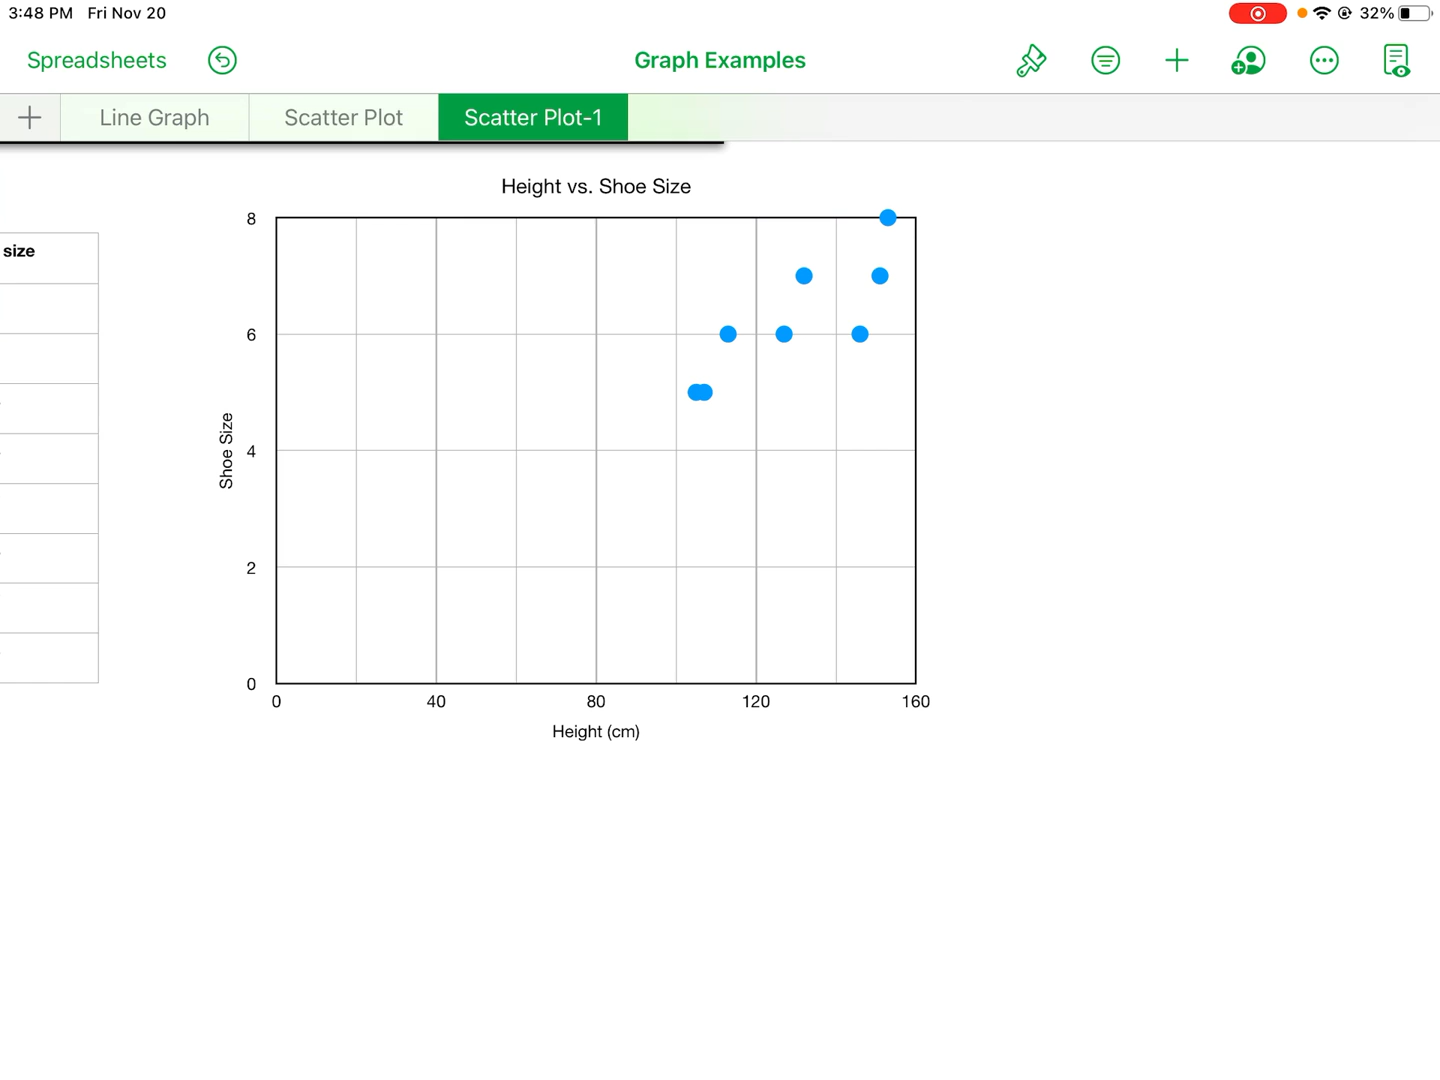 3:48 PM Fri Nov 20
32%
Spreadsheets
Graph Examples
Line Graph
Scatter Plot
Scatter Plot-1
size
Height vs. Shoe Size
8
6
4
2
0
Shoe Size
0 40 80 120 160
Height (cm)